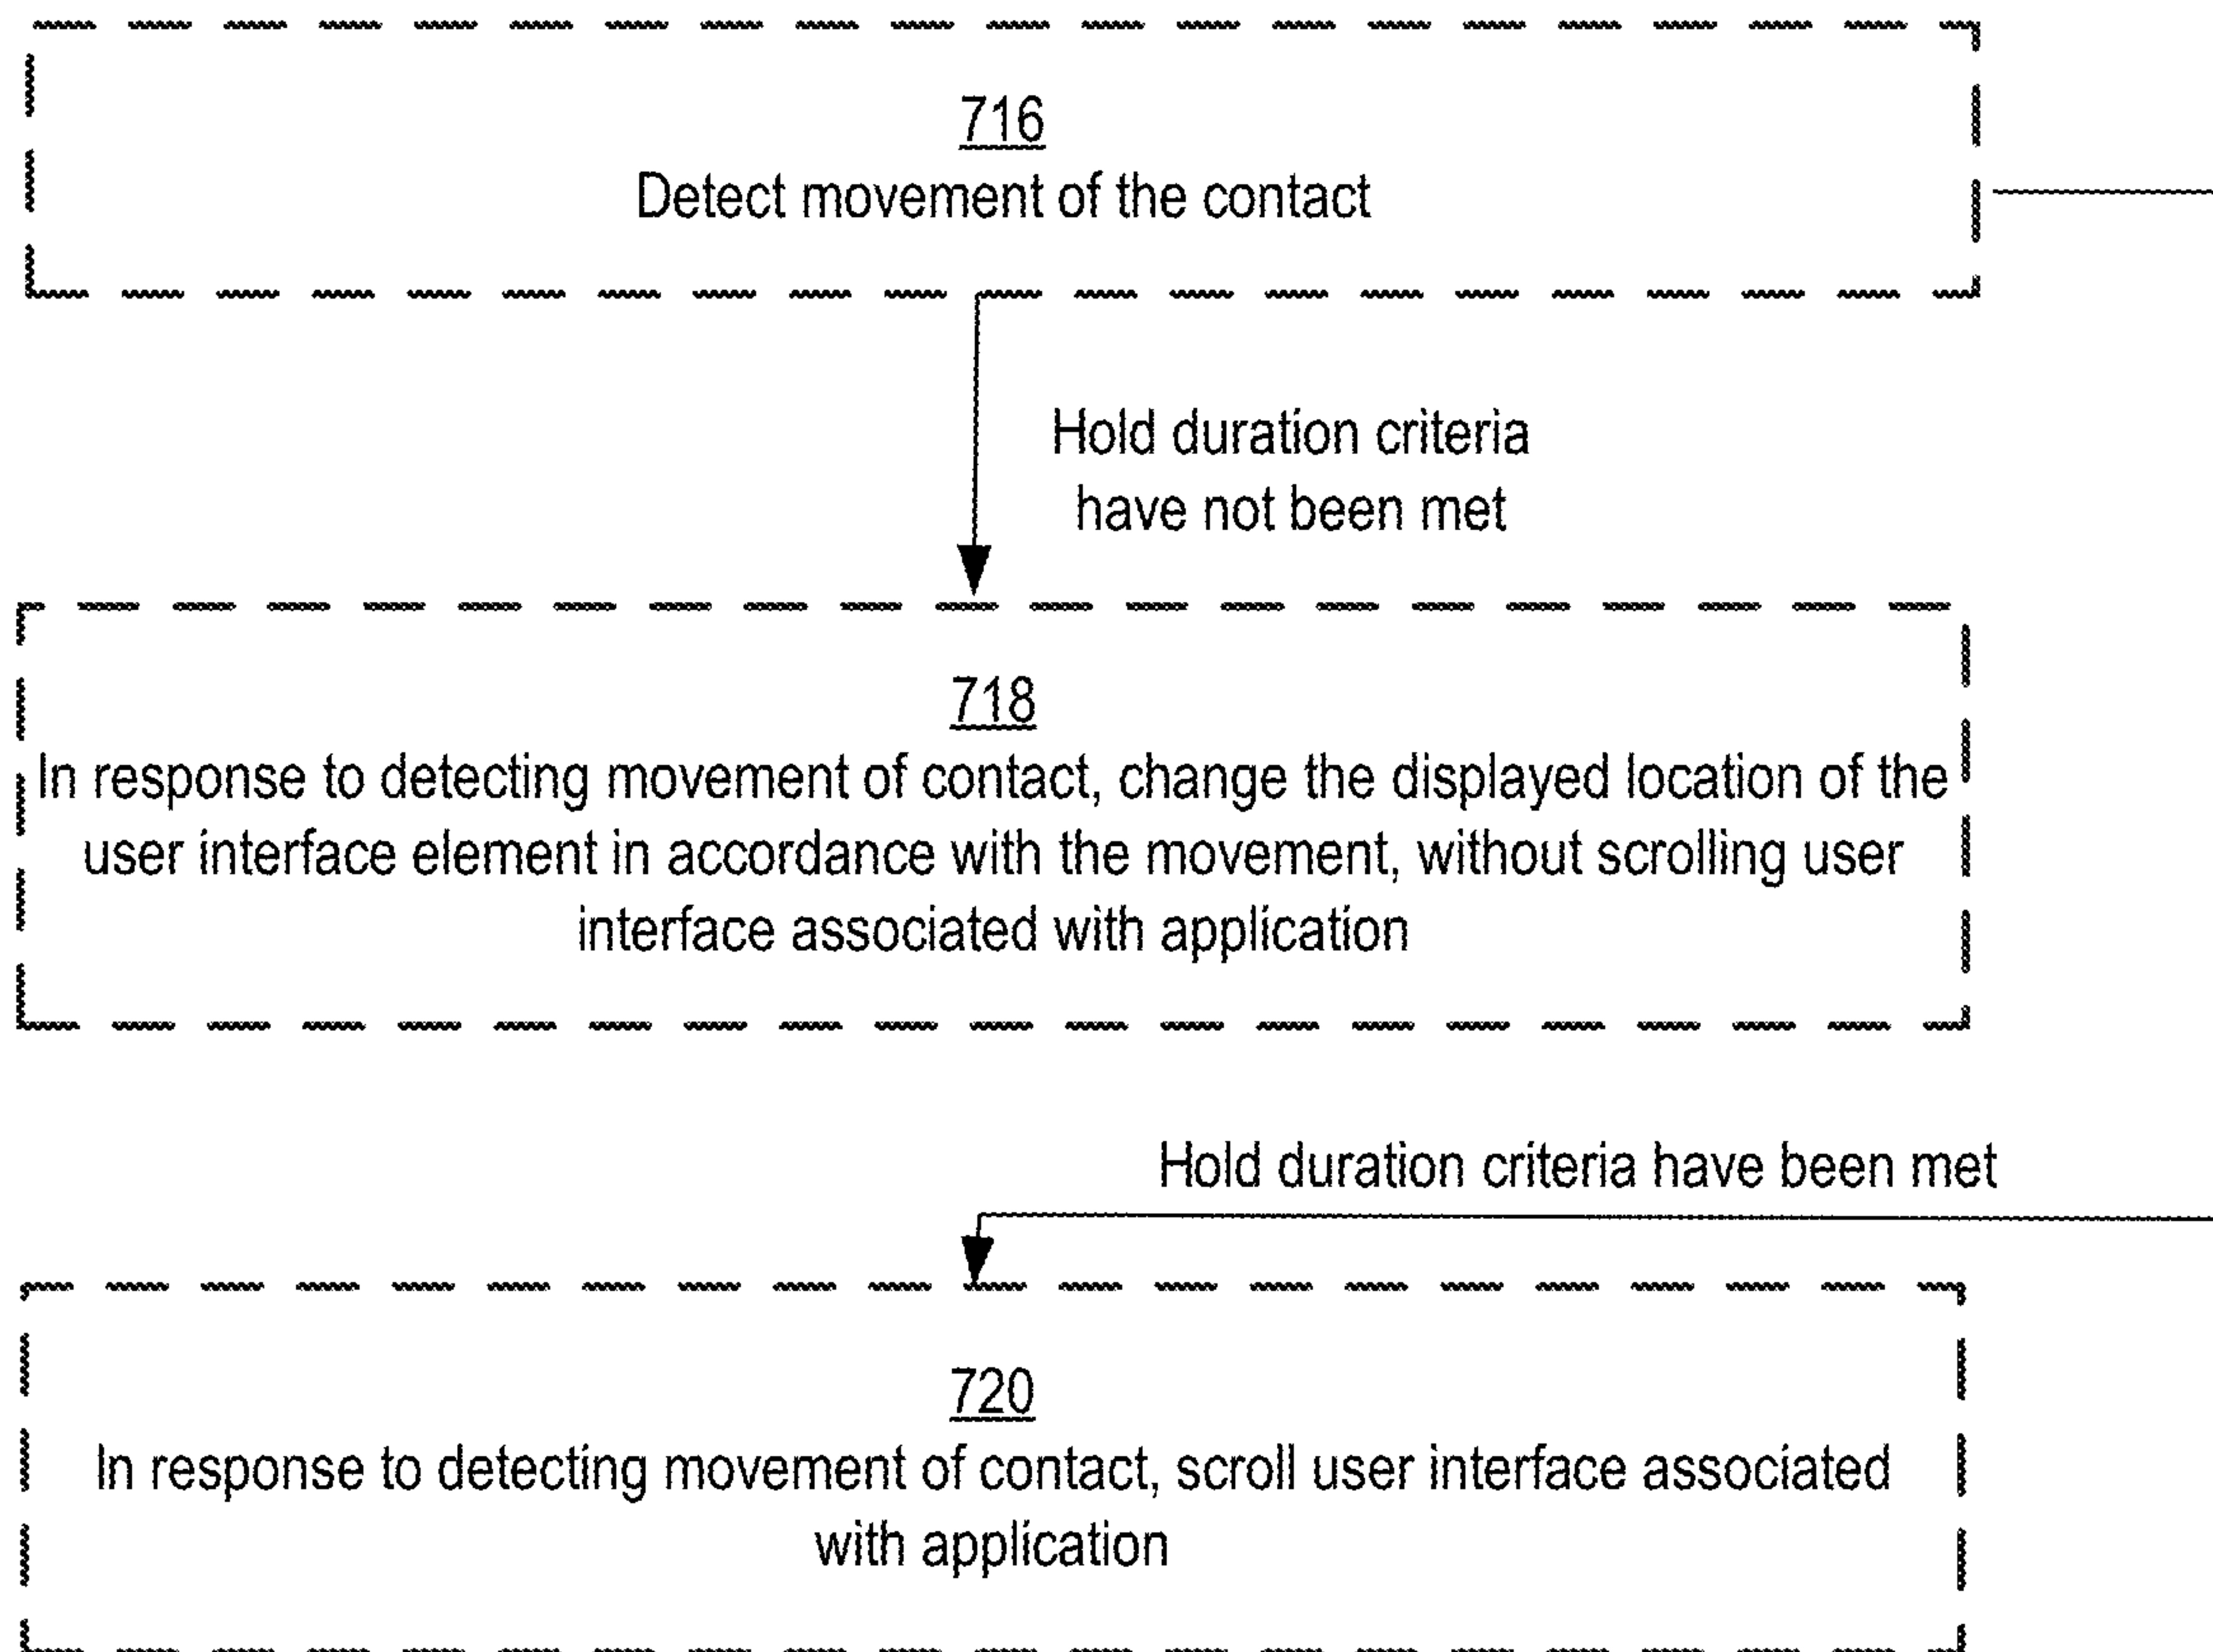 716
Detect movement of the contact
Hold duration criteria
have not been met
718
In response to detecting movement of contact, change the displayed location of the
user interface element in accordance with the movement, without scrolling user
interface associated with application
Hold duration criteria have been met
720
In response to detecting movement of contact, scroll user interface associated
with application